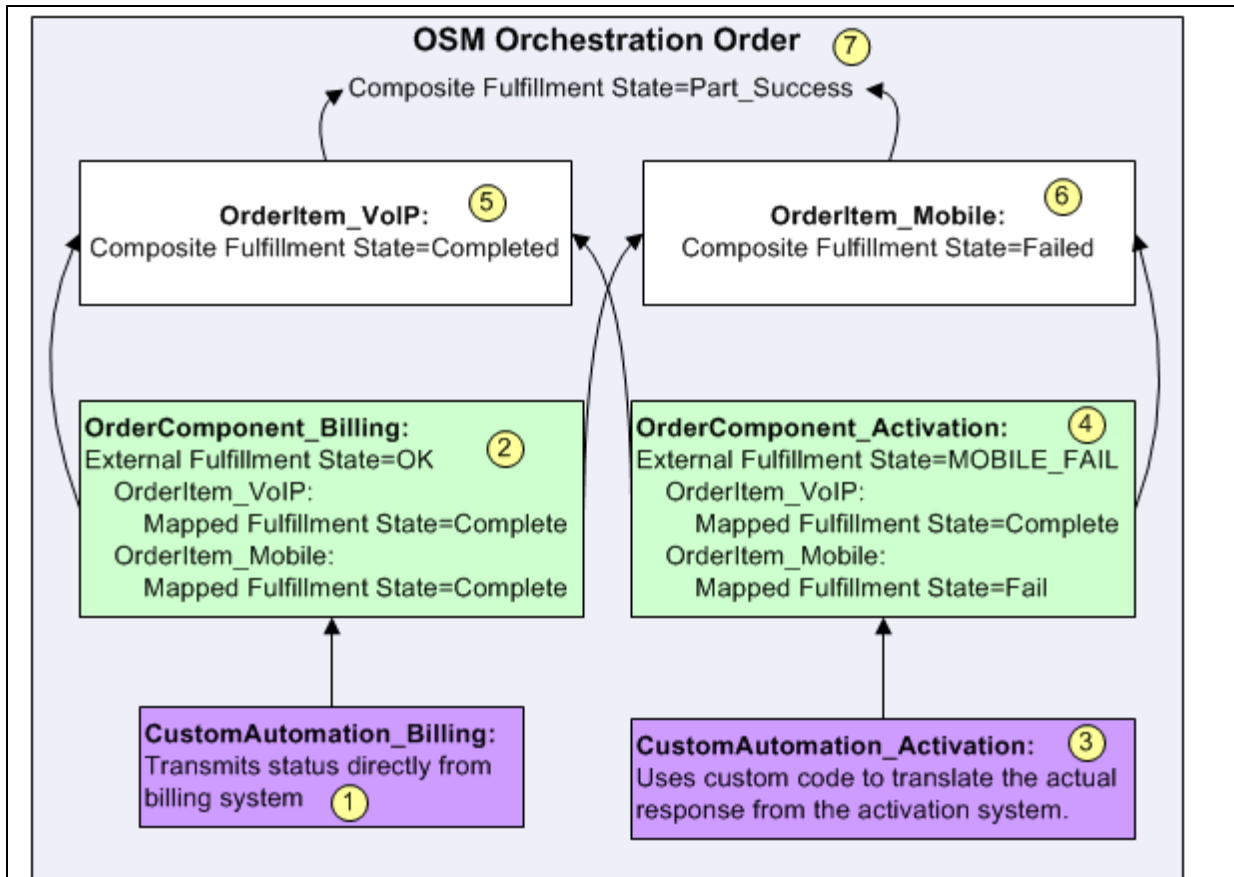 OSM Orchestration Order 7
Composite Fulfillment State=Part_Success
OrderItem_VoIP: 5
Composite Fulfillment State=Completed
OrderItem_Mobile: 6
Composite Fulfillment State=Failed
OrderComponent_Billing:
External Fulfillment State=OK 2
OrderItem_VoIP:
Mapped Fulfillment State=Complete
OrderItem_Mobile:
Mapped Fulfillment State=Complete
OrderComponent_Activation: 4
External Fulfillment State=MOBILE_FAIL
OrderItem_VoIP:
Mapped Fulfillment State=Complete
OrderItem_Mobile:
Mapped Fulfillment State=Fail
CustomAutomation_Billing:
Transmits status directly from
billing system 1
CustomAutomation_Activation: 3
Uses custom code to translate the actual
response from the activation system.